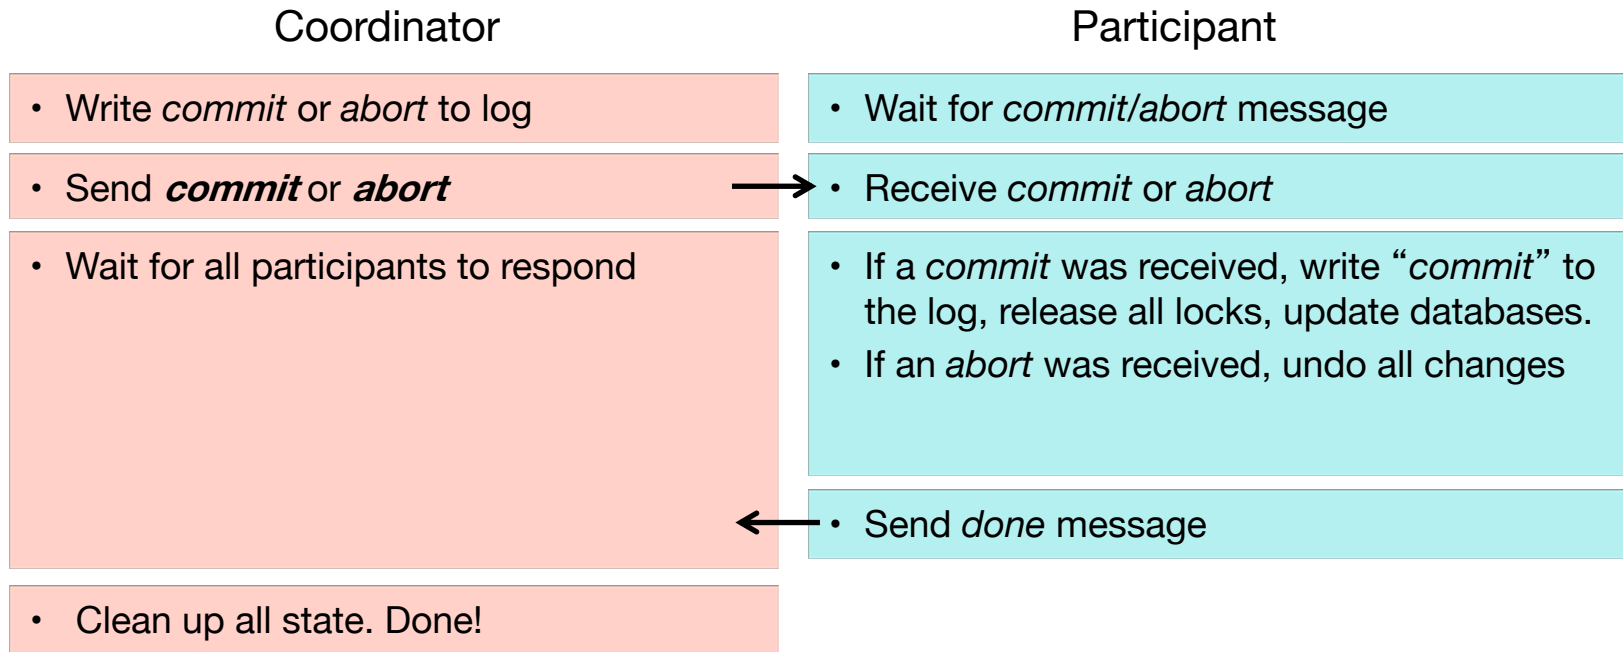 Coordinator
Participant
• Write commit or abort to log
• Wait for commit/abort message
• Send commit or abort
• Receive commit or abort
• Wait for all participants to respond
• If a commit was received, write “commit” to
the log, release all locks, update databases.
• If an abort was received, undo all changes
• Send done message
• Clean up all state. Done!